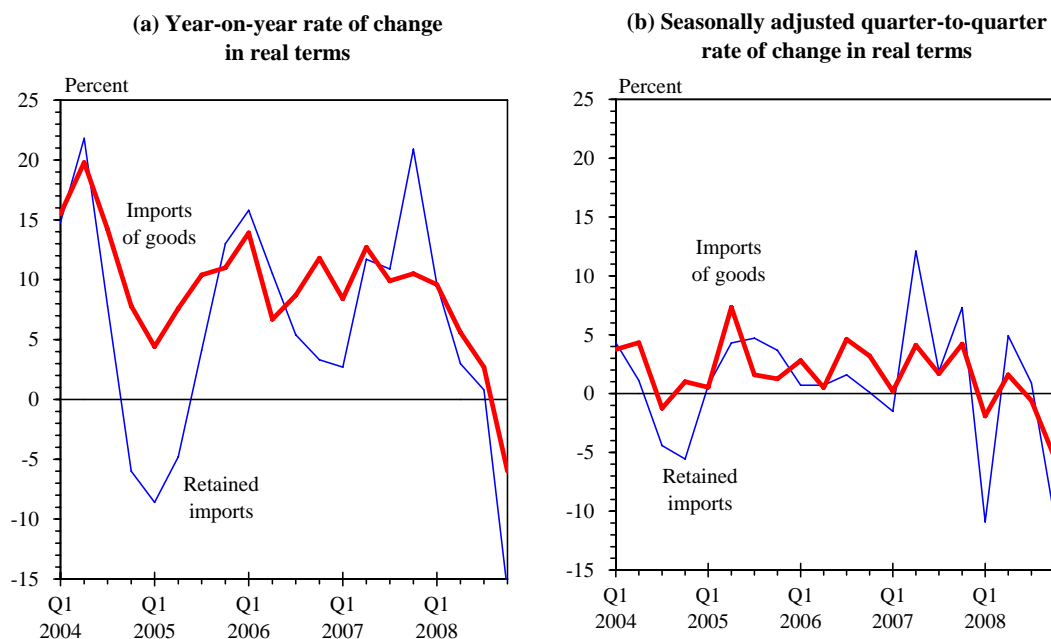 (a) Year-on-year rate of change
in real terms
Percent
25
20
15
10
5
0
-5
-10
-15
Imports
of goods
Retained
imports
Q1 Q1 Q1 Q1 Q1
2004 2005 2006 2007 2008
(b) Seasonally adjusted quarter-to-quarter
rate of change in real terms
Percent
25
20
15
10
5
0
-5
-10
-15
Imports
of goods
Retained
imports
Q1 Q1 Q1 Q1 Q1
2004 2005 2006 2007 2008